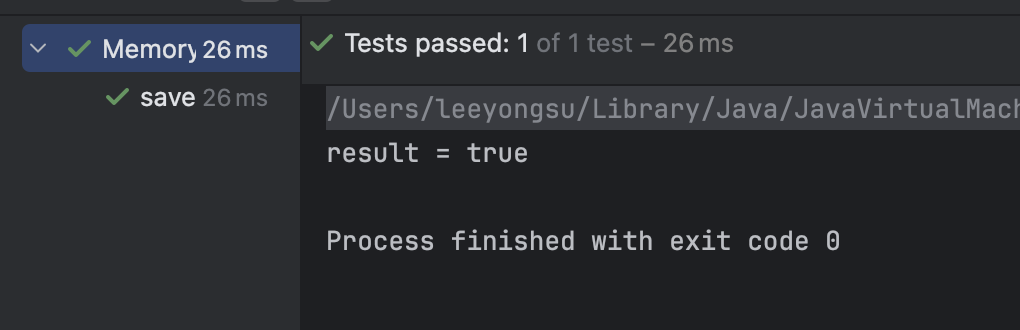 Memory 26 ms
save 26 ms
Tests passed: 1 of 1 test – 26 ms
/Users/leeyongsu/Library/Java/JavaVirtualMach
result = true
Process finished with exit code 0